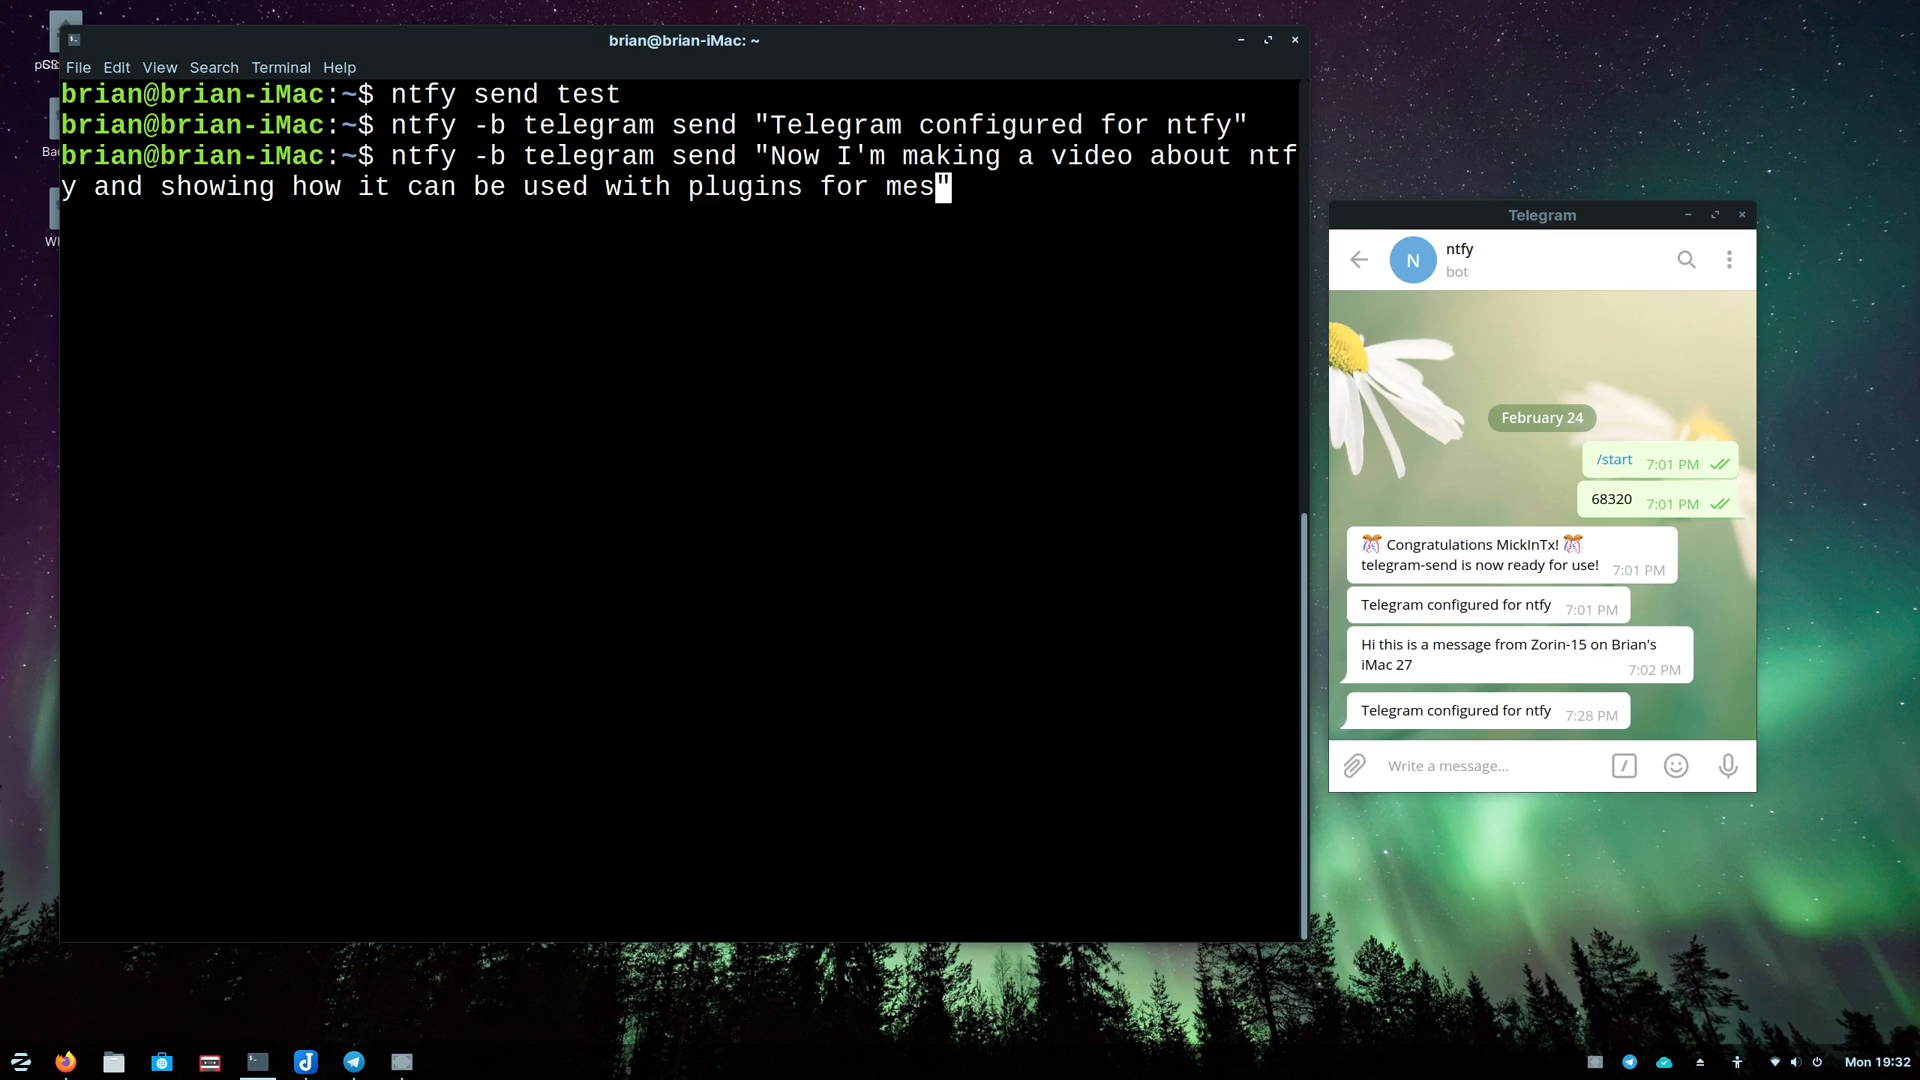 brian@brian-iMac: ~
File Edit View Search Terminal Help
brian@brian-iMac:~$ ntfy send test
brian@brian-iMac:~$ ntfy -b telegram send "Telegram configured for ntfy"
brian@brian-iMac:~$ ntfy -b telegram send "Now I'm making a video about ntf
y and showing how it can be used with plugins for mes"
Telegram
N
ntfy
bot
February 24
/start 7:01 PM
68320 7:01 PM
Congratulations MickInTx!
telegram-send is now ready for use! 7:01 PM
Telegram configured for ntfy 7:01 PM
Hi this is a message from Zorin-15 on Brian's
iMac 27
7:02 PM
Telegram configured for ntfy 7:28 PM
Write a message...
Mon 19:32